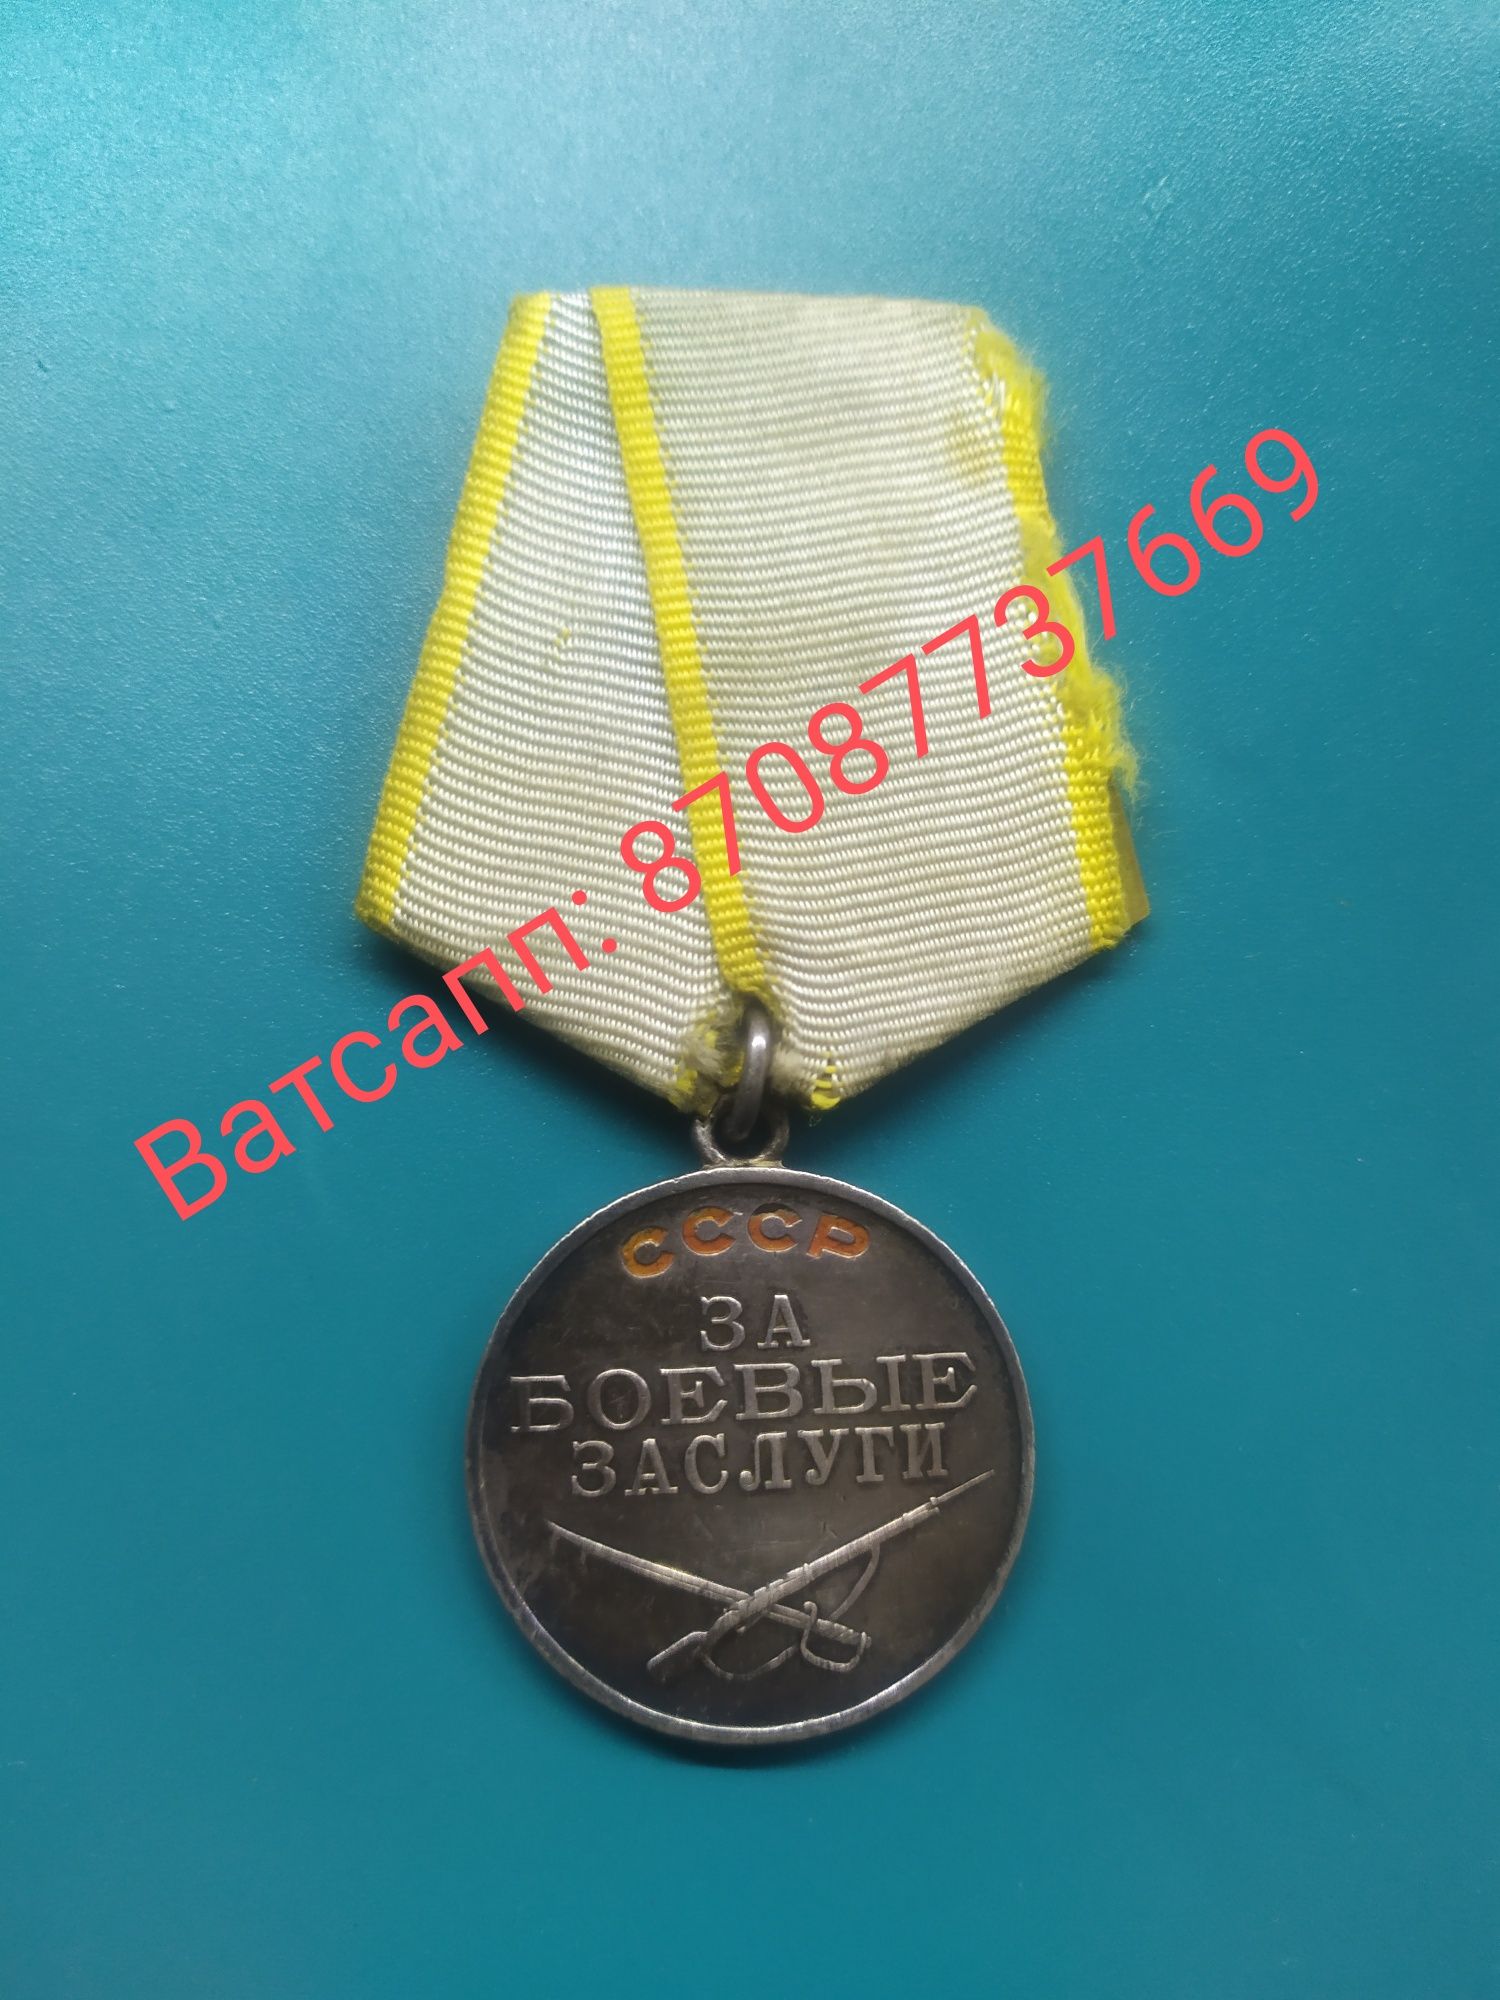 Ватсапп: 87087737669
СССР
ЗА
БОЕВЫЕ
ЗАСЛУГИ